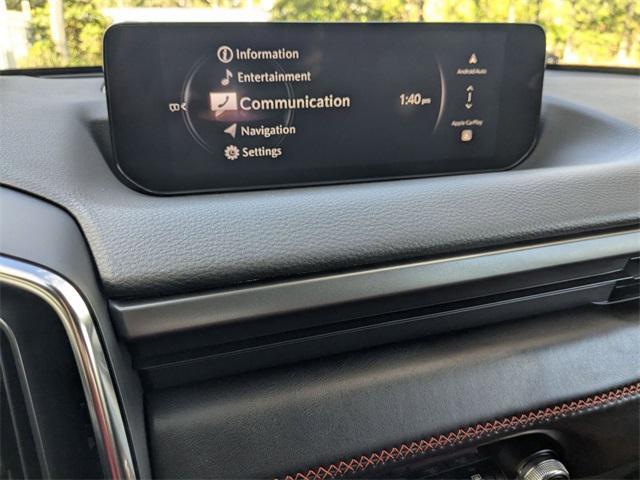 Information
Entertainment
Communication
Navigation
Settings
1:40 pm
Android Auto
Apple CarPlay